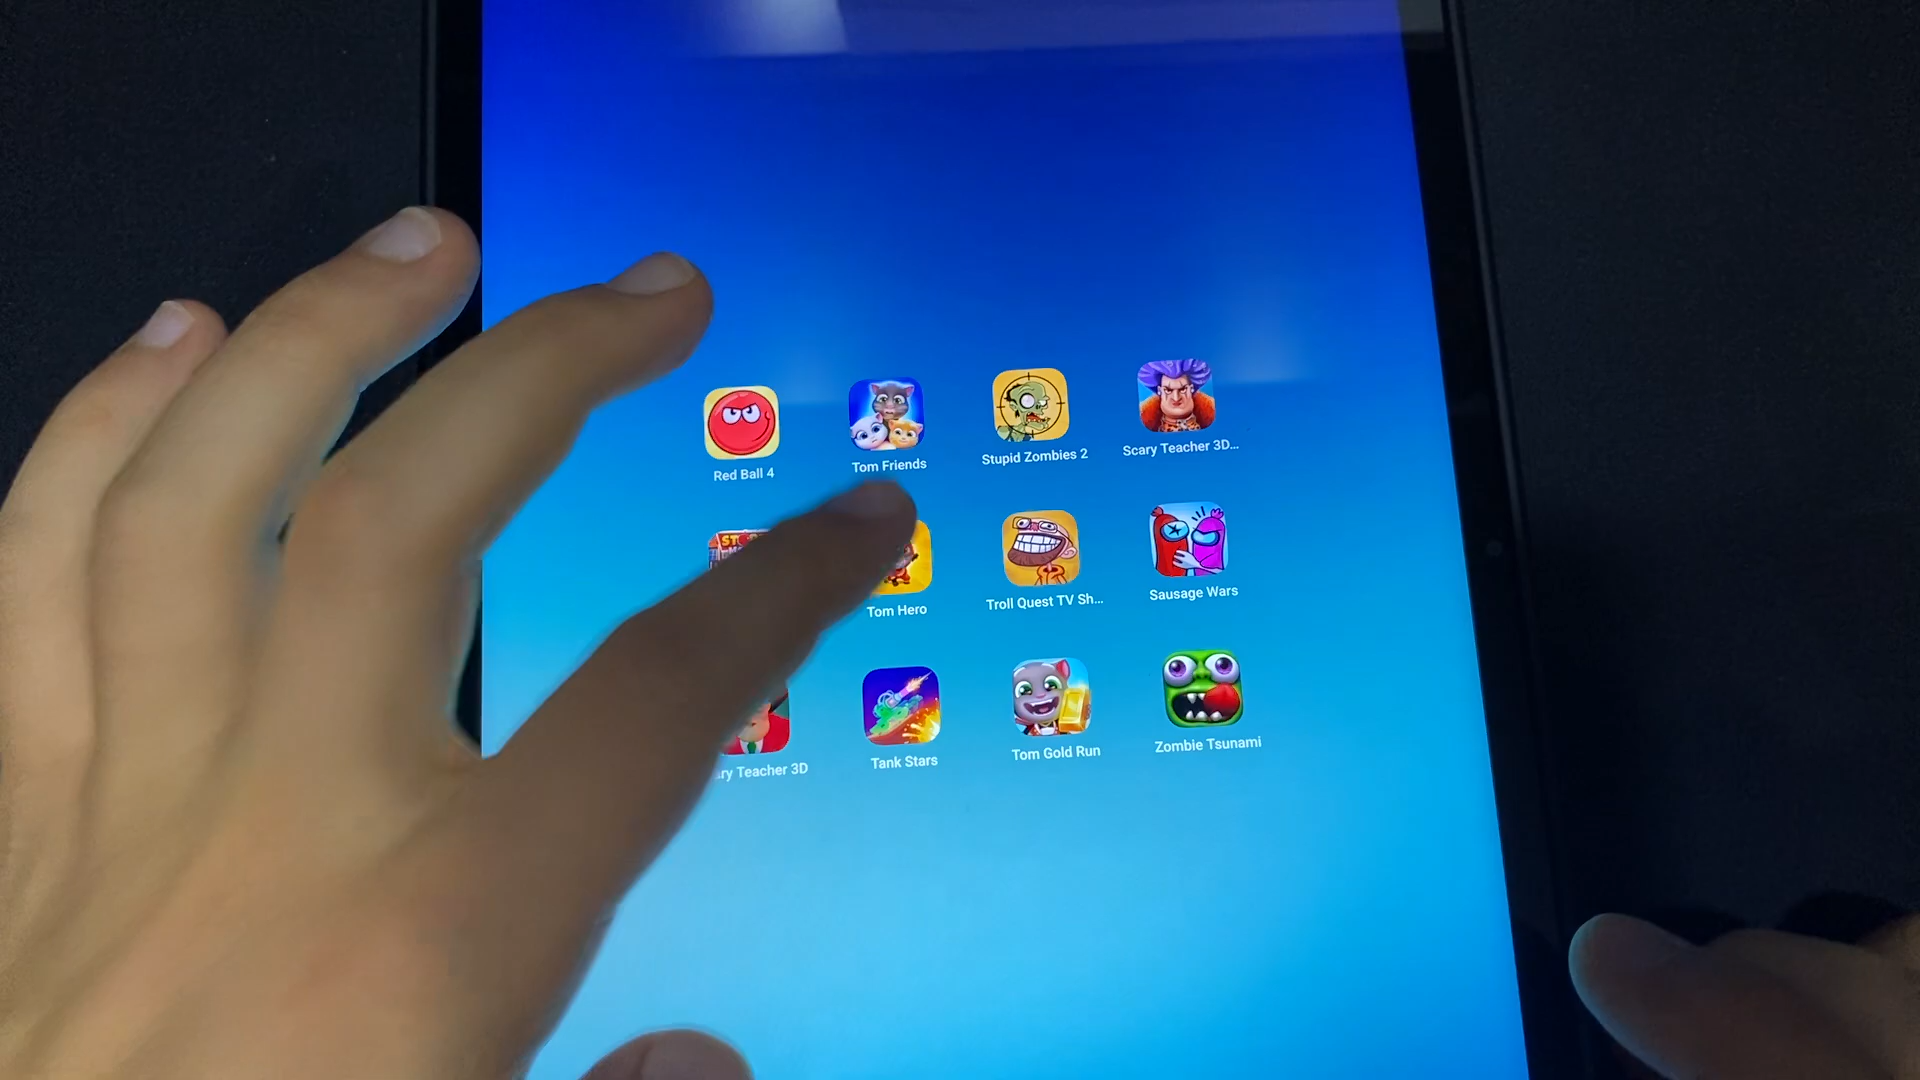 Red Ball 4
Tom Friends
Stupid Zombies 2
Scary Teacher 3D...
Tom Hero
Troll Quest TV Sh...
Sausage Wars
ry Teacher 3D
Tank Stars
Tom Gold Run
Zombie Tsunami